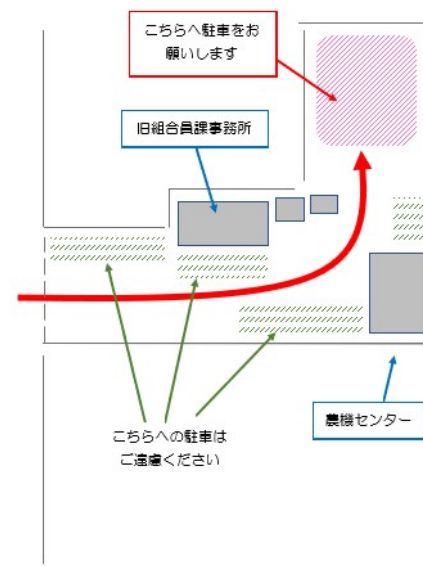 こちらへ駐車をお
願いします
旧組合員課事務所
農機センター
こちらへの駐車は
ご遠慮ください